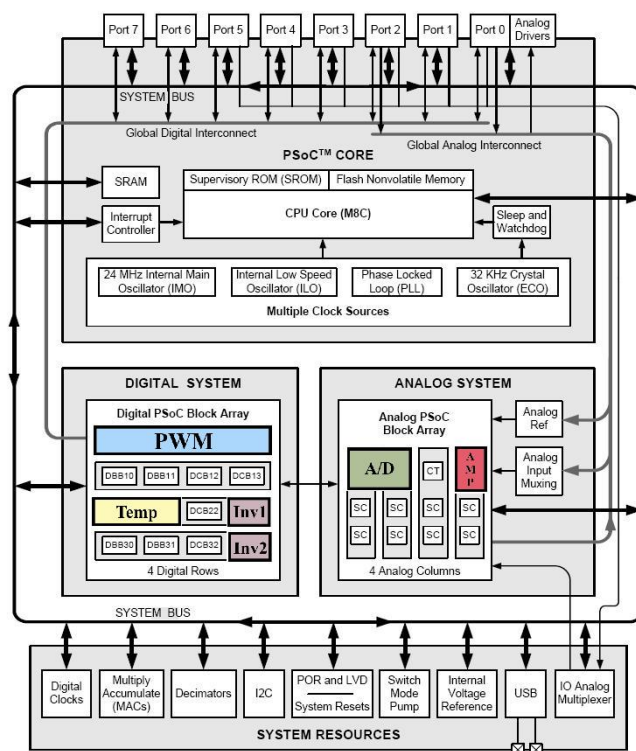 Port 7
Port 6
Port 5
Port 4
Port 3
Port 2
Port 1
Port 0
Analog
Drivers
SYSTEM BUS
Global Digital Interconnect
Global Analog Interconnect
PSoC™ CORE
SRAM
Supervisory ROM (SROM)
Flash Nonvolatile Memory
CPU Core (M8C)
Interrupt
Controller
Sleep and
Watchdog
24 MHz Internal Main
Oscillator (IMO)
Internal Low Speed
Oscillator (ILO)
Phase Locked
Loop (PLL)
32 KHz Crystal
Oscillator (ECO)
Multiple Clock Sources
DIGITAL SYSTEM
Digital PSoC Block Array
PWM
DBB10
DBB11
DCB12
DCB13
Temp
DCB22
Inv1
DBB30
DBB31
DCB32
Inv2
4 Digital Rows
ANALOG SYSTEM
Analog PSoC
Block Array
A/D
CT
A
M
P
SC
SC
SC
SC
SC
SC
SC
SC
4 Analog Columns
Analog
Ref
Analog
Input
Muxing
SYSTEM BUS
Digital
Clocks
Multiply
Accumulate
(MACs)
Decimators
I2C
POR and LVD
System Resets
Switch
Mode
Pump
Internal
Voltage
Reference
USB
IO Analog
Multiplexer
SYSTEM RESOURCES